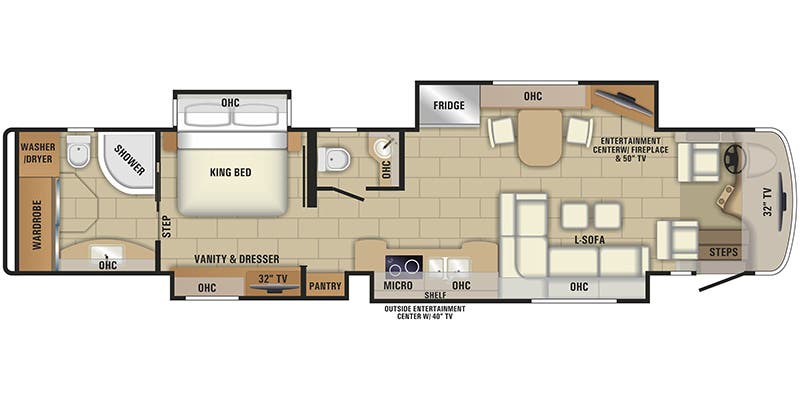 OHC
FRIDGE
OHC
ENTERTAINMENT
CENTER W/ FIREPLACE
& 50" TV
WASHER
/DRYER
SHOWER
KING BED
OHC
32" TV
WARDROBE
STEP
L-SOFA
STEPS
VANITY & DRESSER
OHC
32" TV
OHC
PANTRY
MICRO
OHC
SHELF
OHC
OUTSIDE ENTERTAINMENT
CENTER W/ 40" TV